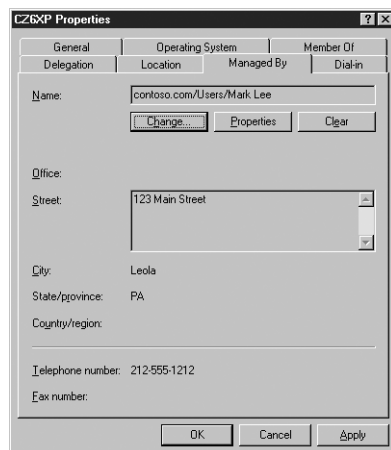 CZ6XP Properties
General Operating System Member Of
Delegation Location Managed By Dial-in
Name: contoso.com/Users/Mark Lee
Change... Properties Clear
Office:
Street: 123 Main Street
City: Leola
State/province: PA
Country/region:
Telephone number: 212-555-1212
Fax number:
OK Cancel Apply